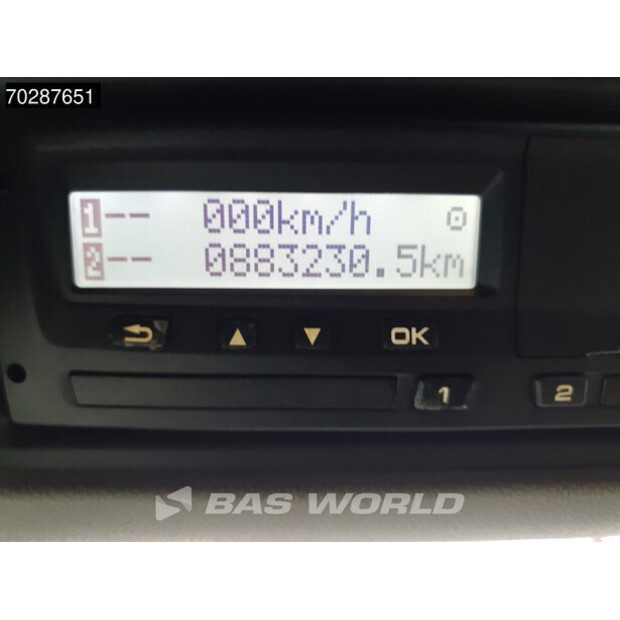 70287651
1-- 000km/h
2-- 0883230.5km
OK
1
2
BAS WORLD